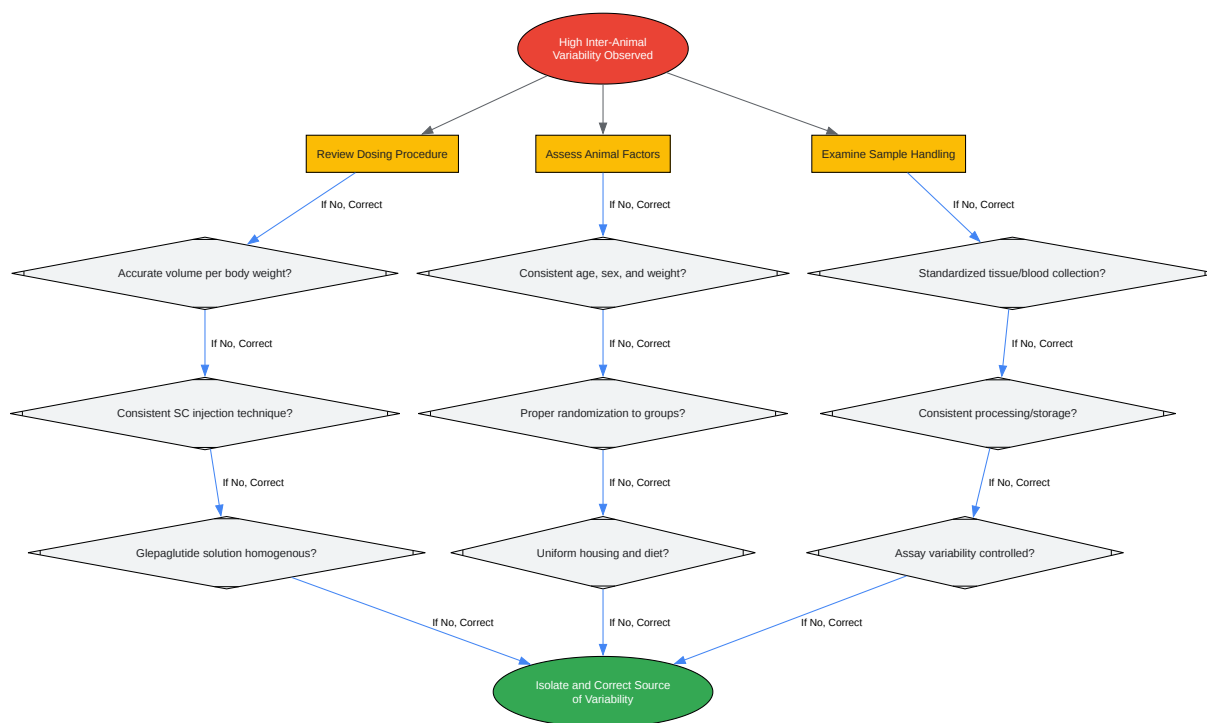 High Inter-Animal
Variability Observed
Review Dosing Procedure
Assess Animal Factors
Examine Sample Handling
If No, Correct
If No, Correct
If No, Correct
Accurate volume per body weight?
Consistent age, sex, and weight?
Standardized tissue/blood collection?
If No, Correct
If No, Correct
If No, Correct
Consistent SC injection technique?
Proper randomization to groups?
Consistent processing/storage?
If No, Correct
If No, Correct
If No, Correct
Glepaglutide solution homogenous?
Uniform housing and diet?
Assay variability controlled?
If No, Correct
If No, Correct
If No, Correct
Isolate and Correct Source
of Variability